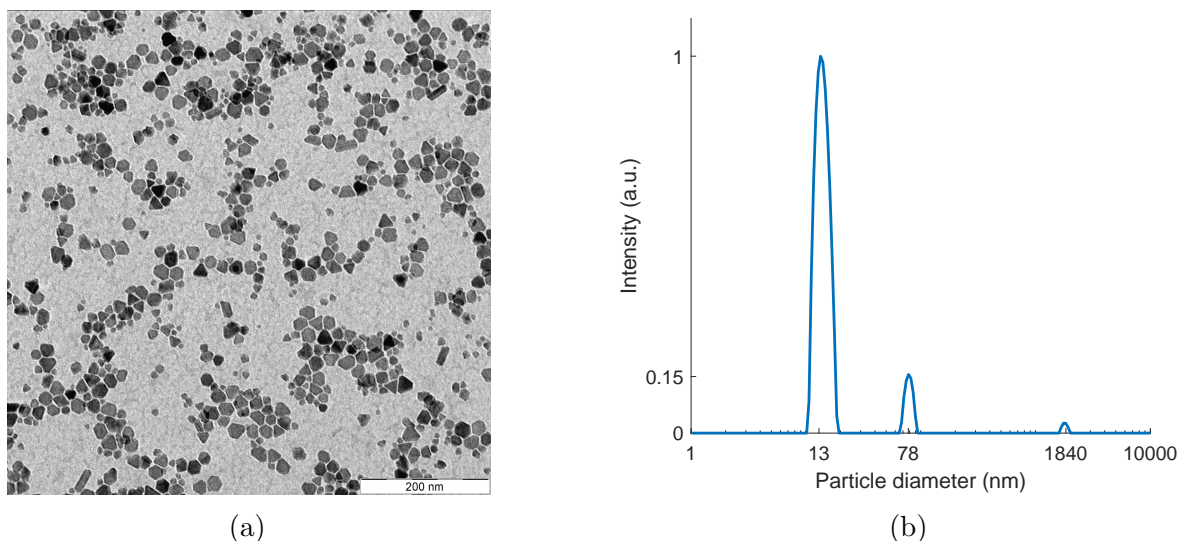 200 nm
(a)
Intensity (a.u.)
1
0.15
0
1
13
78
1840
10000
Particle diameter (nm)
(b)